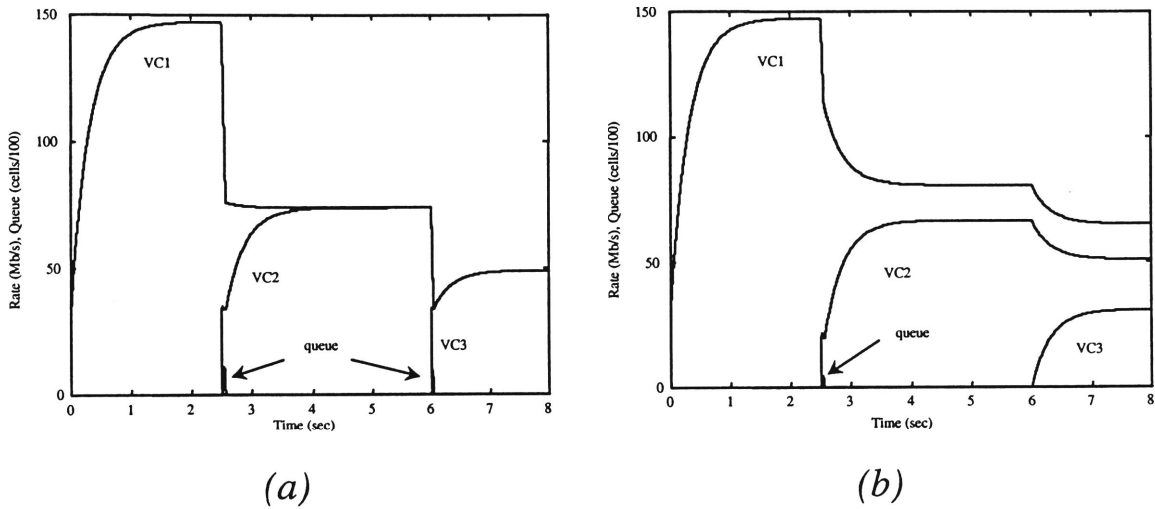 150
100
50
0
Rate (Mb/s), Queue (cells/100)
VC1
VC2
VC3
queue
0 1 2 3 4 5 6 7 8
Time (sec)
(a)
150
100
50
0
Rate (Mb/s), Queue (cells/100)
VC1
VC2
VC3
queue
0 1 2 3 4 5 6 7 8
Time (sec)
(b)